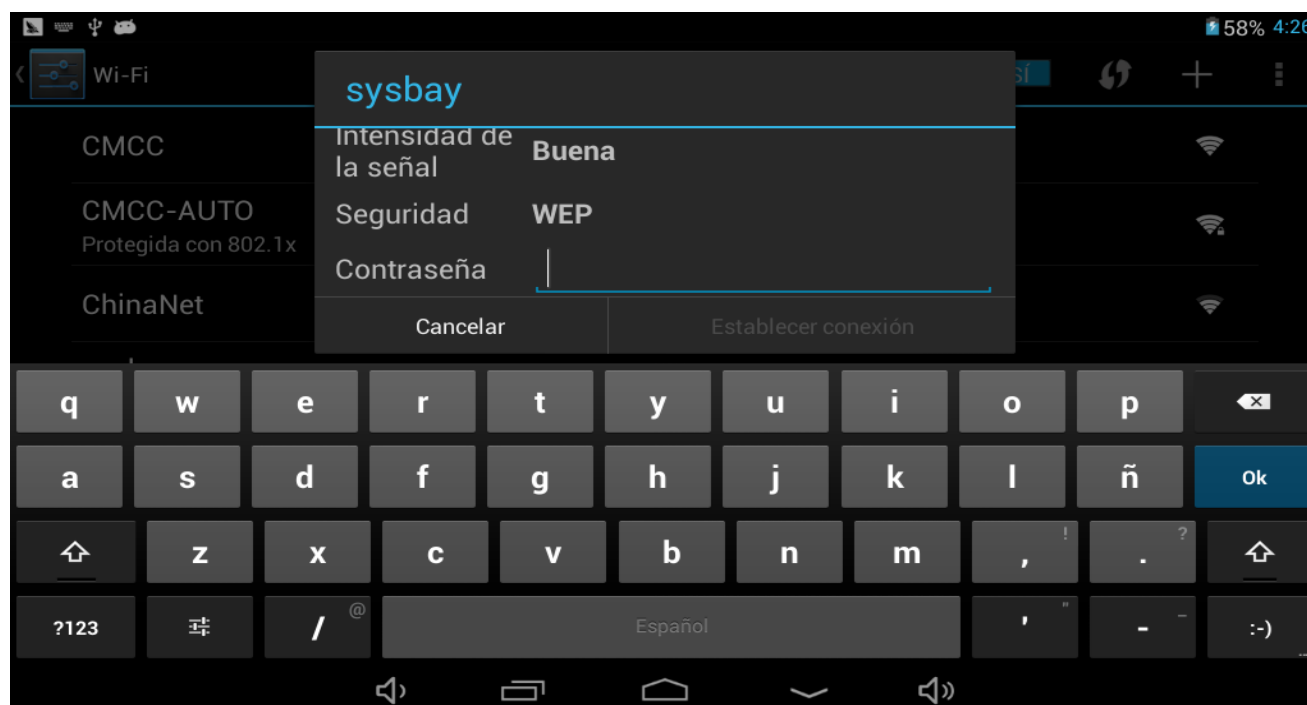 58% 4:26
Wi-Fi
SÍ
sysbay
CMCC
Intensidad de
la señal
Buena
CMCC-AUTO
Protegida con 802.1x
Seguridad
WEP
Contraseña
ChinaNet
Cancelar
Establecer conexión
q w e r t y u i o p
a s d f g h j k l ñ Ok
z x c v b n m , ! . ?
?123 / @ Español ' " - _ :-) ...